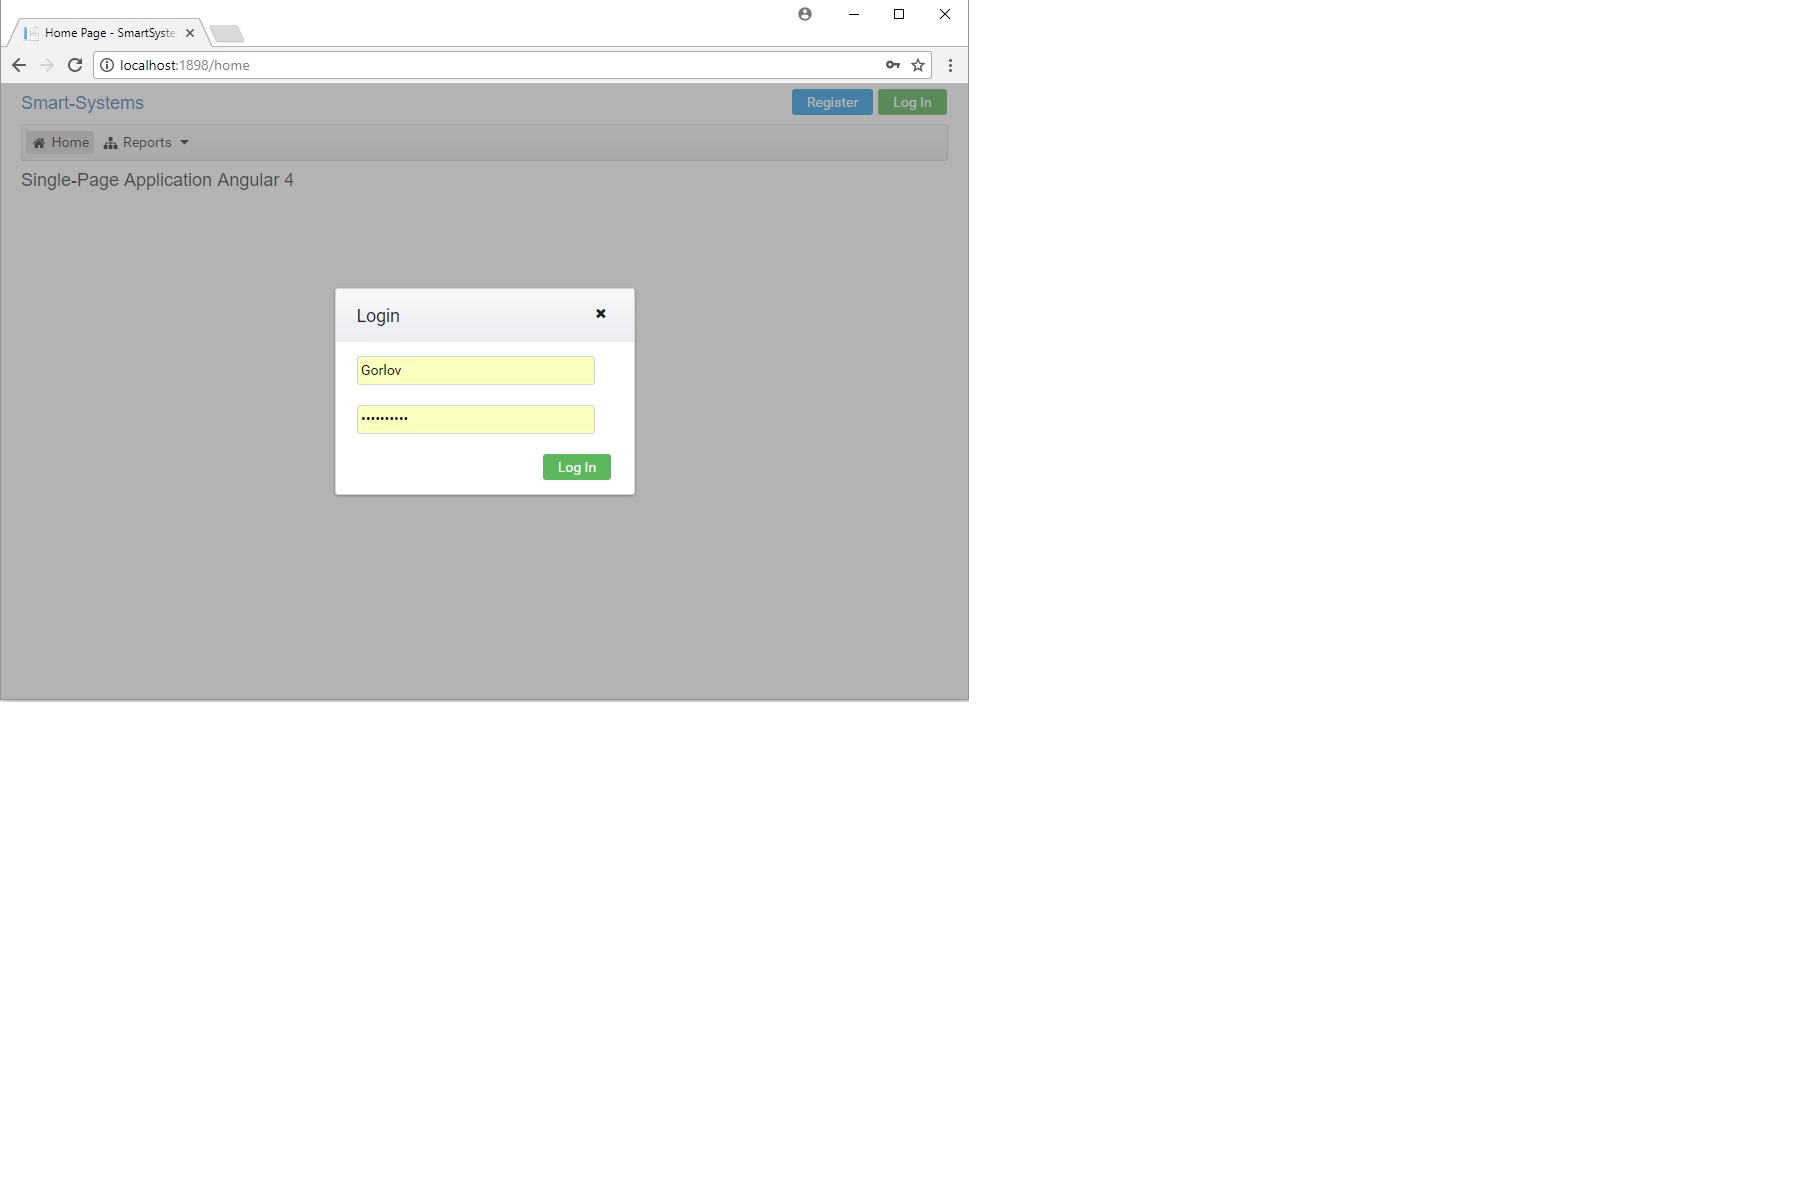 Home Page - SmartSyste
localhost:1898/home
Smart-Systems
Register
Log In
Home
Reports
Single-Page Application Angular 4
Login
Gorlov
••••••••••
Log In